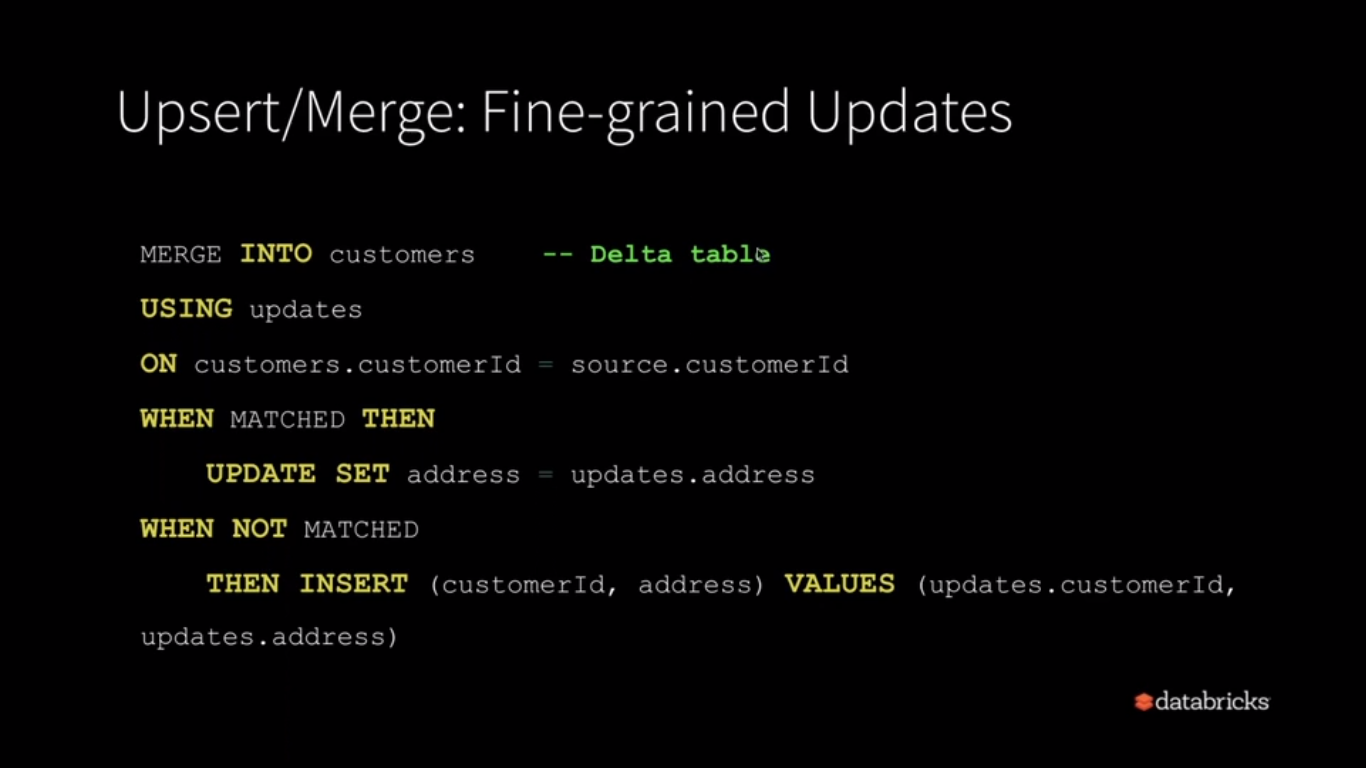 Upsert/Merge: Fine-grained Updates
MERGE INTO customers    -- Delta table
USING updates
ON customers.customerId = source.customerId
WHEN MATCHED THEN
    UPDATE SET address = updates.address
WHEN NOT MATCHED
    THEN INSERT (customerId, address) VALUES (updates.customerId,
updates.address)
databricks